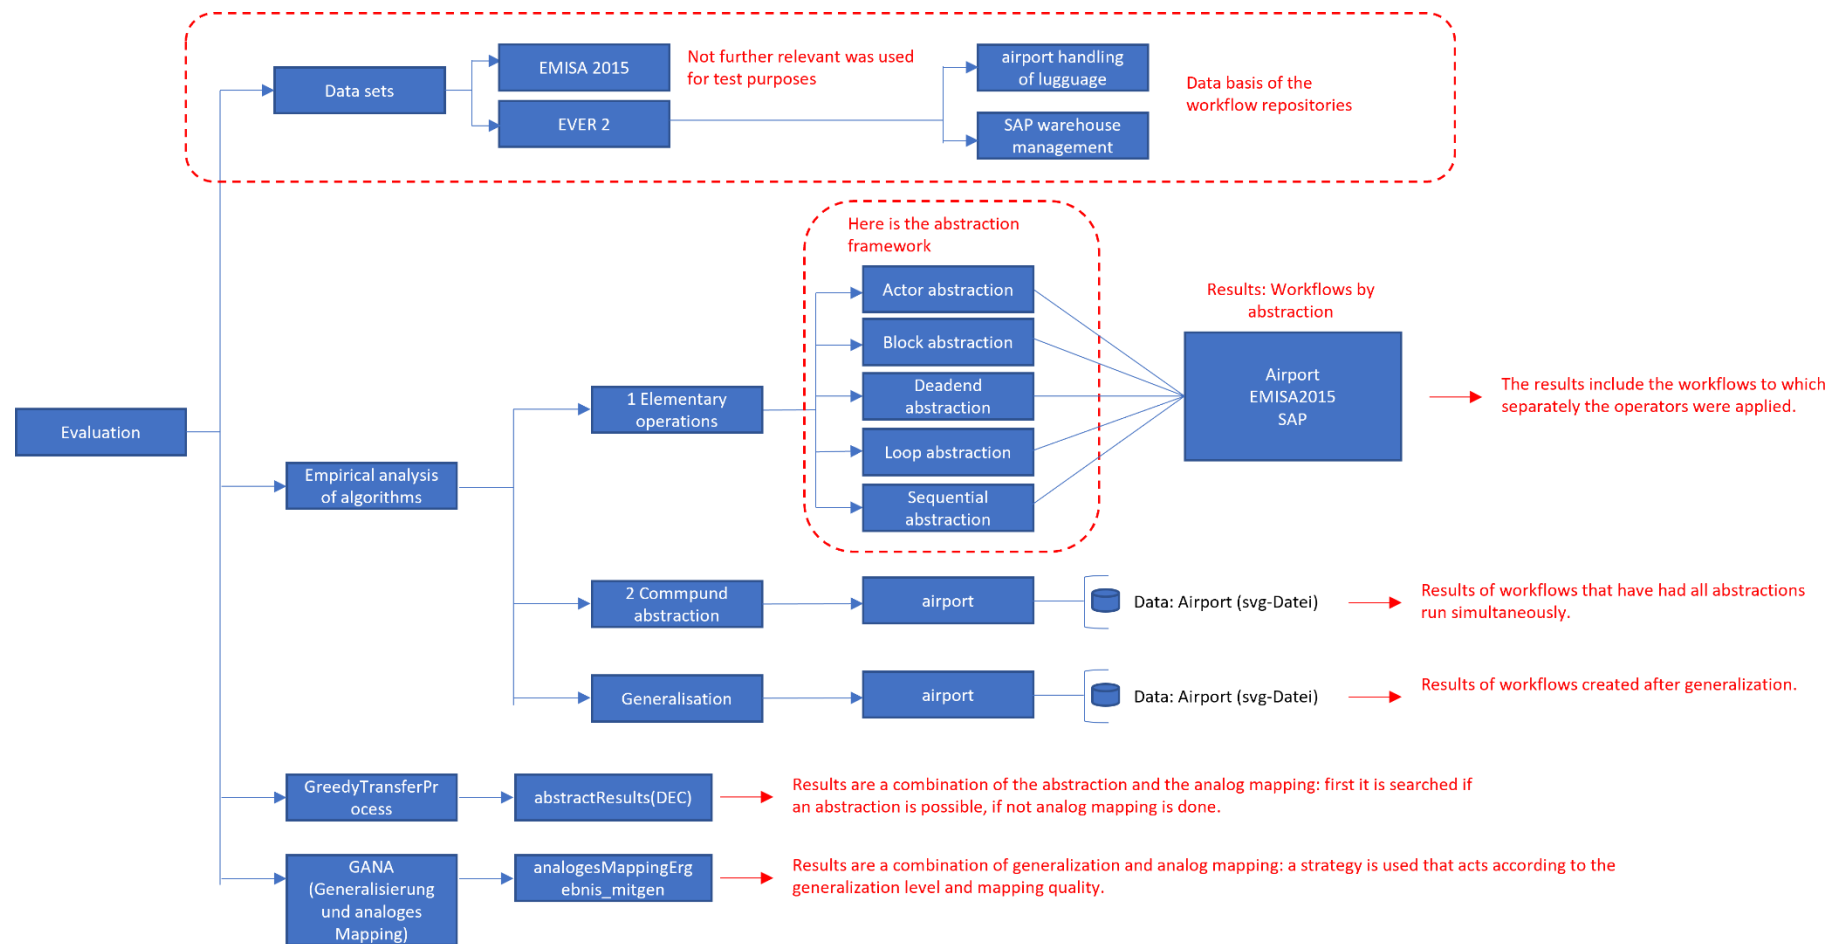 Data sets
EMISA 2015
EVER 2
Not further relevant was used
for test purposes
airport handling
of lugguage
SAP warehouse
management
Data basis of the
workflow repositories
Here is the abstraction
framework
Actor abstraction
Block abstraction
Deadend
abstraction
Loop abstraction
Sequential
abstraction
Results: Workflows by
abstraction
Airport
EMISA2015
SAP
The results include the workflows to which
separately the operators were applied.
Evaluation
1 Elementary
operations
Empirical analysis
of algorithms
2 Commpund
abstraction
airport
Data: Airport (svg-Datei)
Results of workflows that have had all abstractions
run simultaneously.
Generalisation
airport
Data: Airport (svg-Datei)
Results of workflows created after generalization.
GreedyTransferPr
ocess
abstractResults(DEC)
Results are a combination of the abstraction and the analog mapping: first it is searched if
an abstraction is possible, if not analog mapping is done.
GANA
(Generalisierung
und analoges
Mapping)
analogesMappingErg
ebnis_mitgen
Results are a combination of generalization and analog mapping: a strategy is used that acts according to the
generalization level and mapping quality.